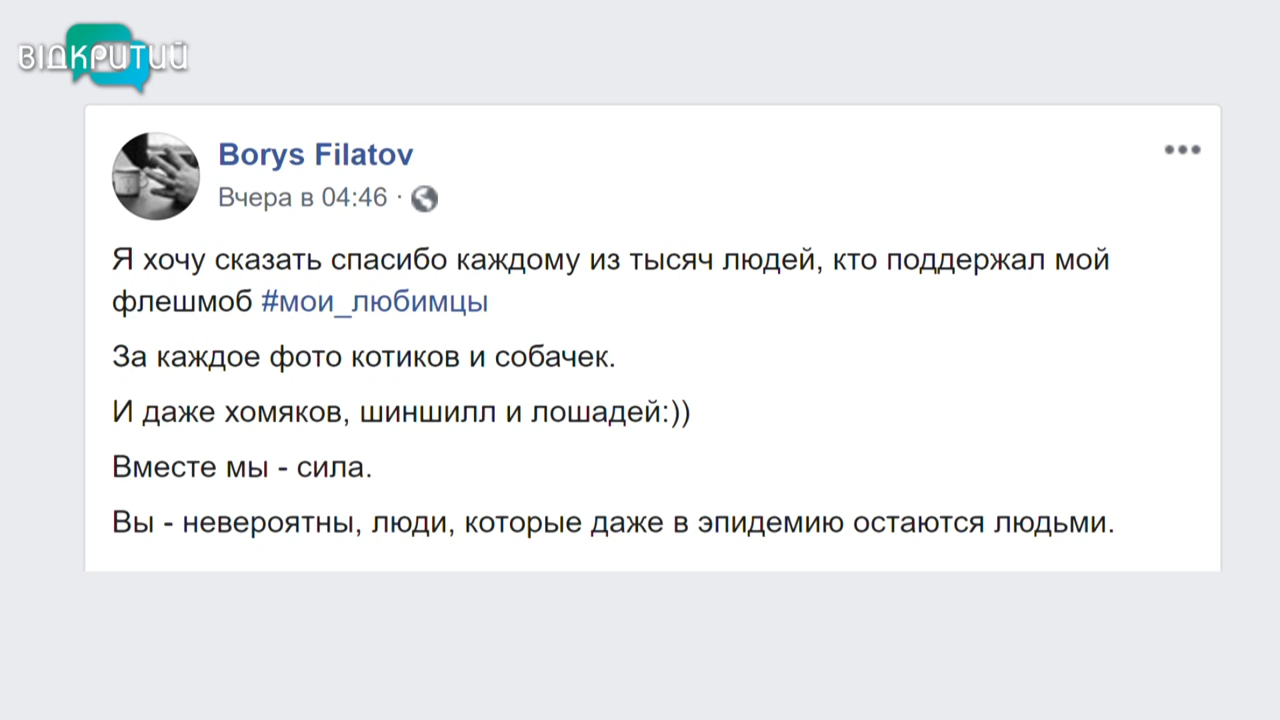 ВІДКРИТИЙ
Borys Filatov
Вчера в 04:46 ·
Я хочу сказать спасибо каждому из тысяч людей, кто поддержал мой
флешмоб #мои_любимцы
За каждое фото котиков и собачек.
И даже хомяков, шиншилл и лошадей:))
Вместе мы - сила.
Вы - невероятны, люди, которые даже в эпидемию остаются людьми.